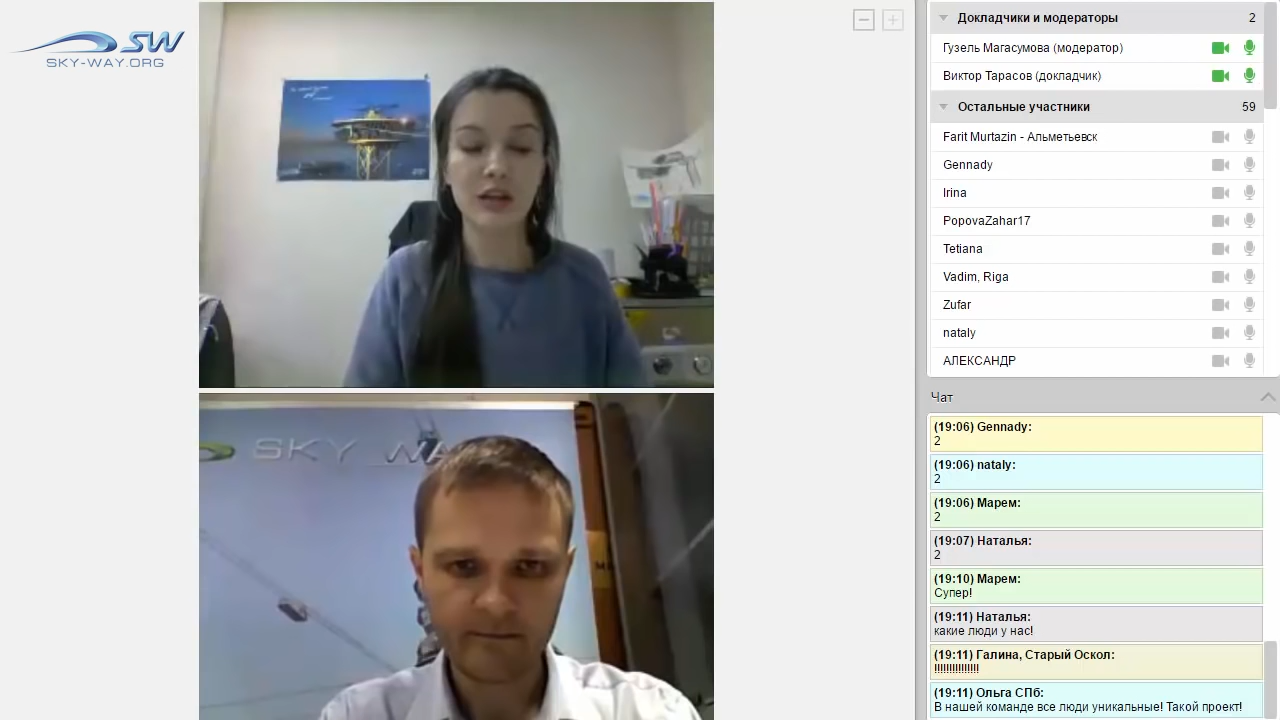 SW
SKY-WAY.ORG
SKY WA
Докладчики и модераторы 2
Гузель Магасумова (модератор)
Виктор Тарасов (докладчик)
Остальные участники 59
Farit Murtazin - Альметьевск
Gennady
Irina
PopovaZahar17
Tetiana
Vadim, Riga
Zufar
nataly
АЛЕКСАНДР
Чат
(19:06) Gennady:
2
(19:06) nataly:
2
(19:06) Марем:
2
(19:07) Наталья:
2
(19:10) Марем:
Супер!
(19:11) Наталья:
какие люди у нас!
(19:11) Галина, Старый Оскол:
!!!!!!!!!!!!!!!
(19:11) Ольга СПб:
В нашей команде все люди уникальные! Такой проект!